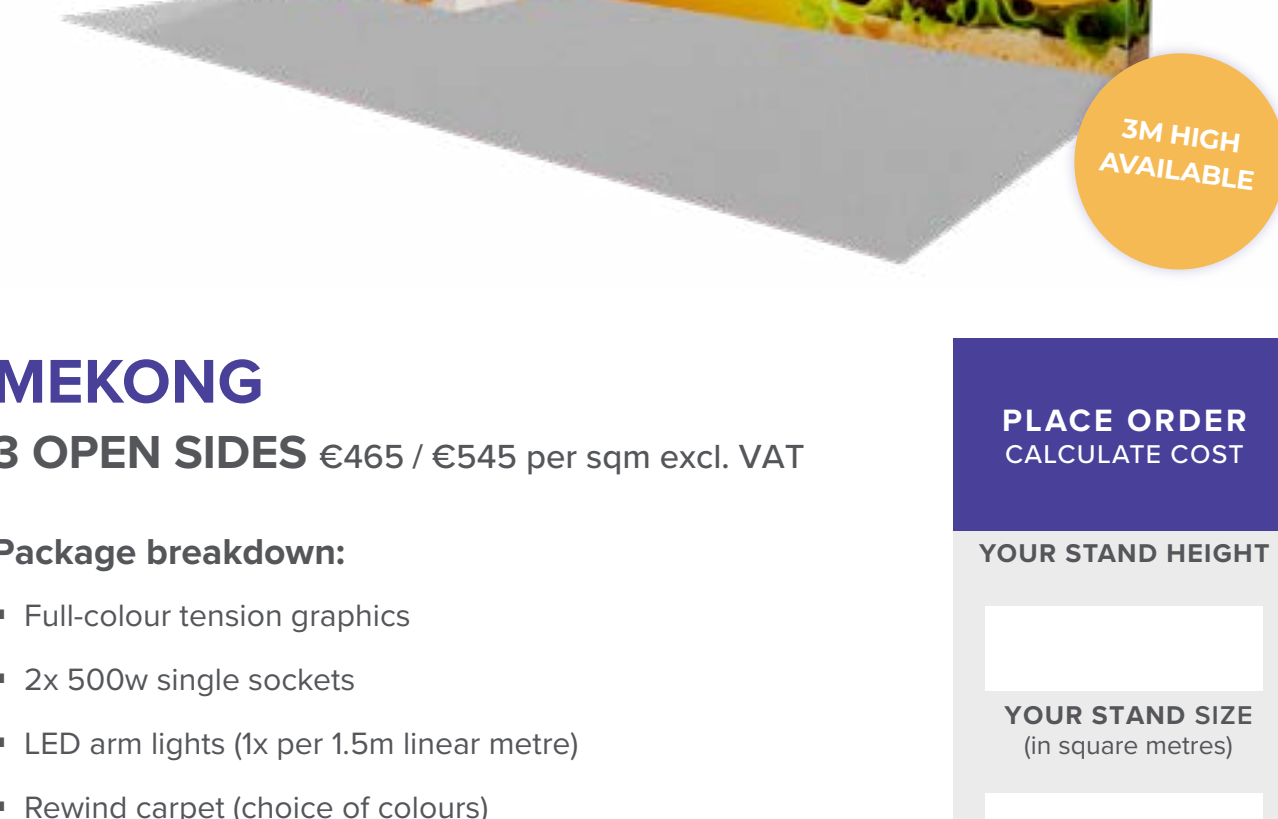 3M HIGH
AVAILABLE
MEKONG
3 OPEN SIDES €465 / €545 per sqm excl. VAT
Package breakdown:
▪ Full-colour tension graphics
▪ 2x 500w single sockets
▪ LED arm lights (1x per 1.5m linear metre)
▪ Rewind carpet (choice of colours)
PLACE ORDER
CALCULATE COST
YOUR STAND HEIGHT
YOUR STAND SIZE
(in square metres)